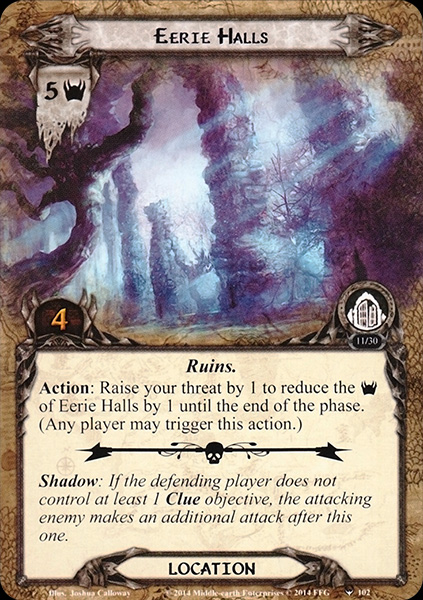 EERIE HALLS
5
4
11/30
Ruins.
Action: Raise your threat by 1 to reduce the
of Eerie Halls by 1 until the end of the phase.
(Any player may trigger this action.)
Shadow: If the defending player does not
control at least 1 Clue objective, the attacking
enemy makes an additional attack after this
one.
LOCATION
Illus. Joshua Calloway © 2014 Middle-earth Enterprises © 2014 FFG 102